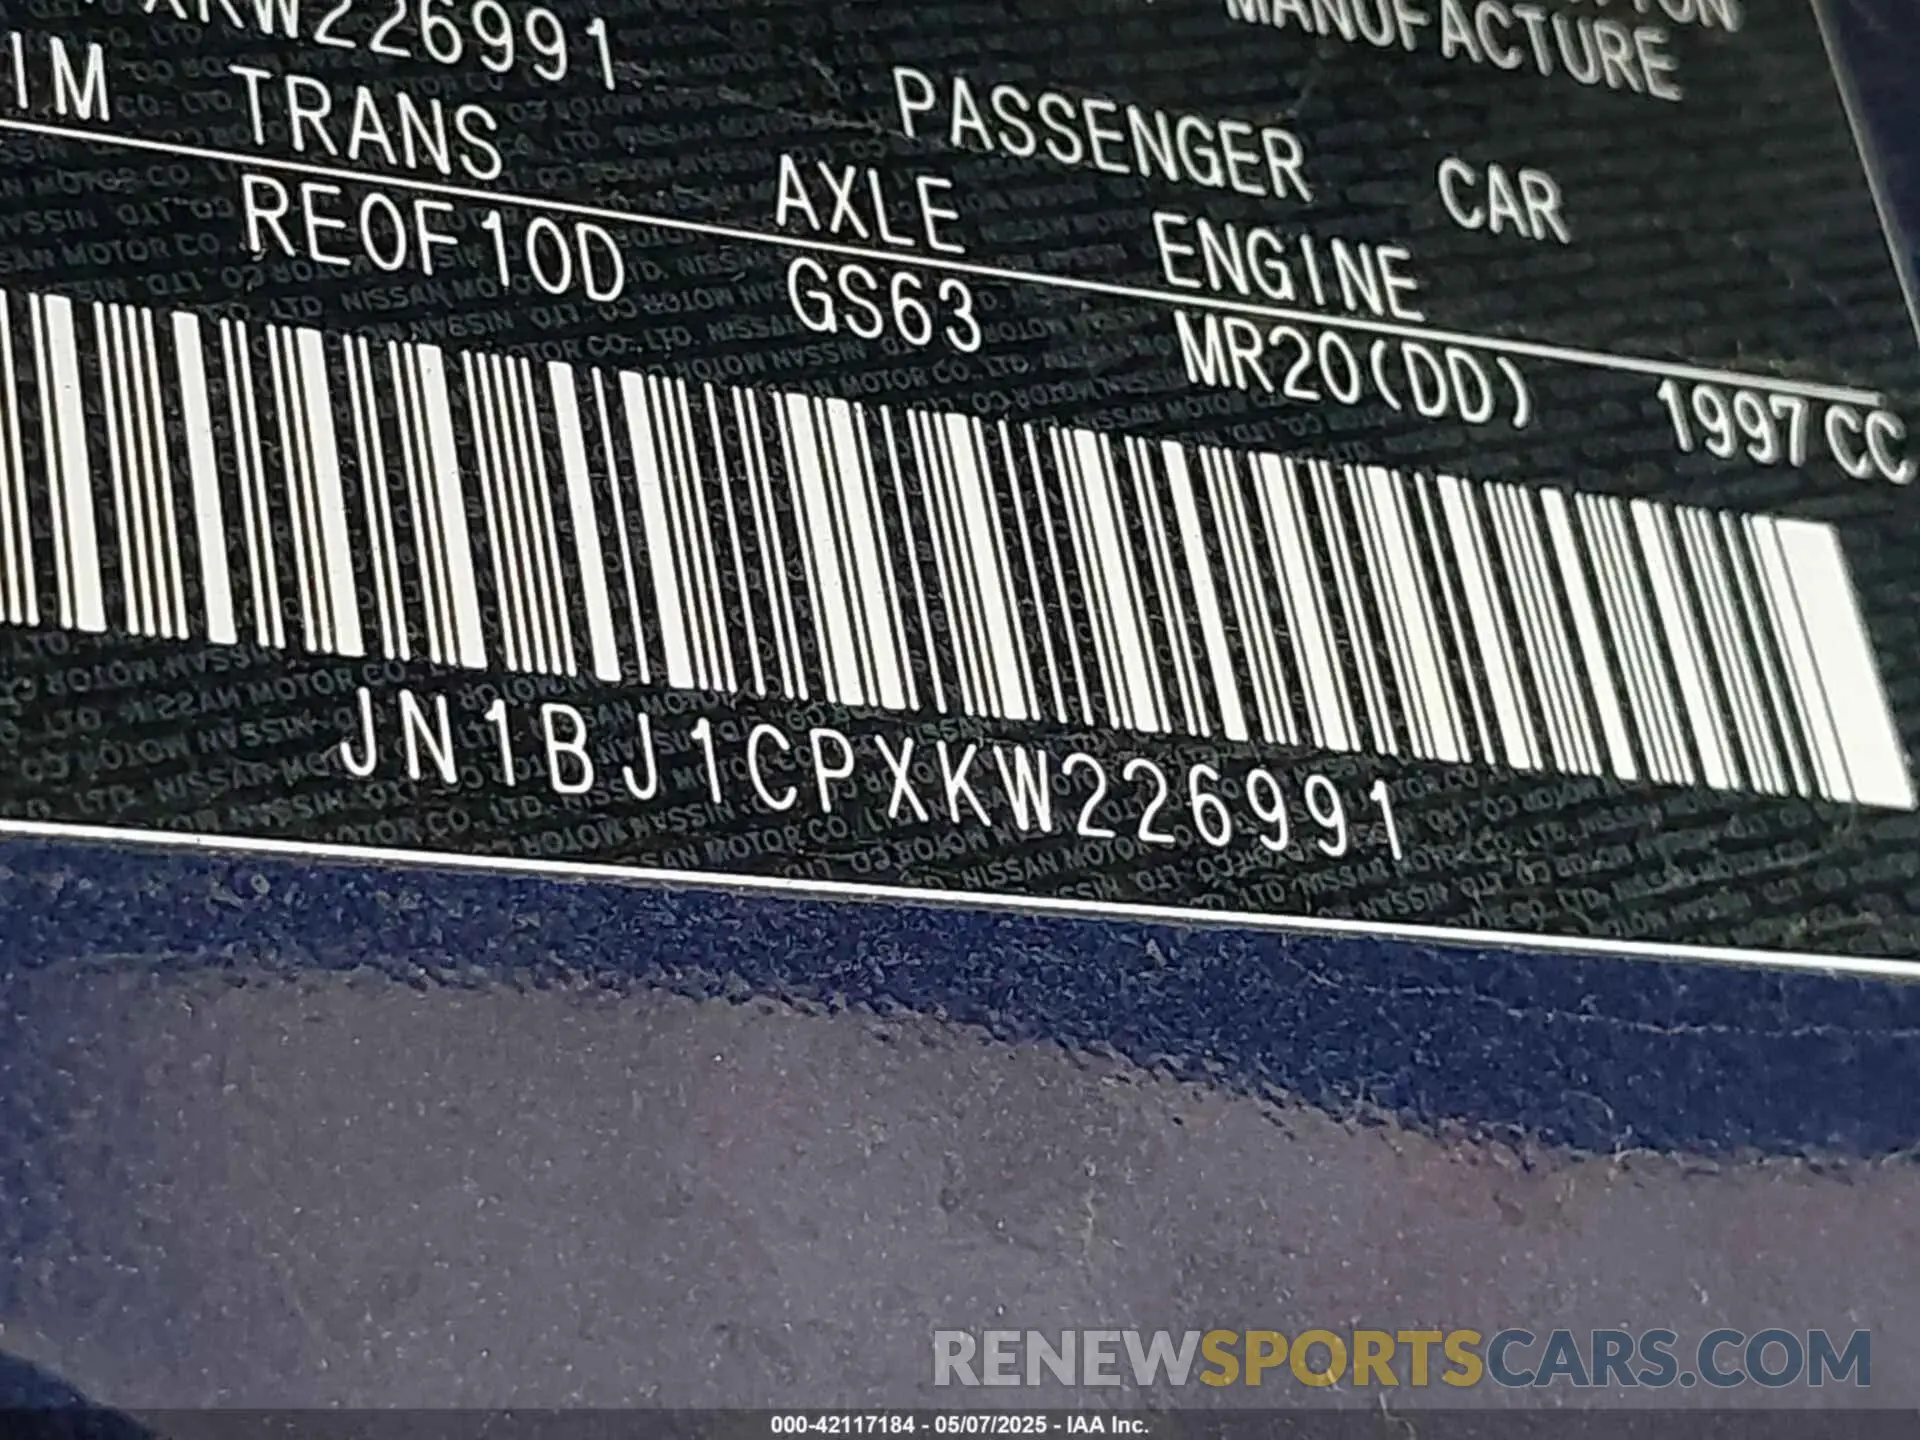 XKW226991
MANUFACTURE
IM TRANS
PASSENGER CAR
AXLE
ENGINE
RE0F10D
GS63
MR20(DD) 1997 CC
JN1BJ1CPXKW226991
RENEWSPORTSCARS.COM
000-42117184 - 05/07/2025 - IAA Inc.